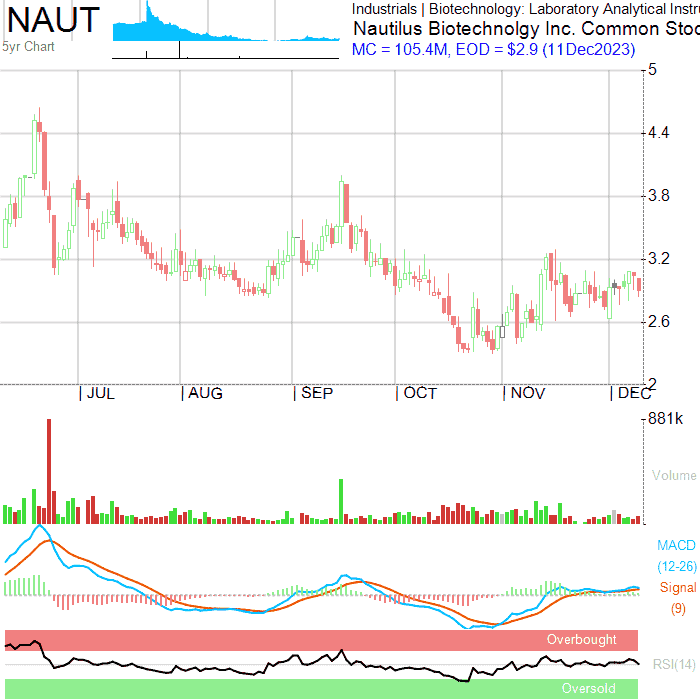 NAUT
5yr Chart
Industrials | Biotechnology: Laboratory Analytical Instr
Nautilus Biotechnolgy Inc. Common Stoc
MC = 105.4M, EOD = $2.9 (11Dec2023)
5
4.4
3.8
3.2
2.6
2
| JUL | AUG | SEP | OCT | NOV | DEC
881k
Volume
MACD
(12-26)
Signal
(9)
Overbought
RSI(14)
Oversold